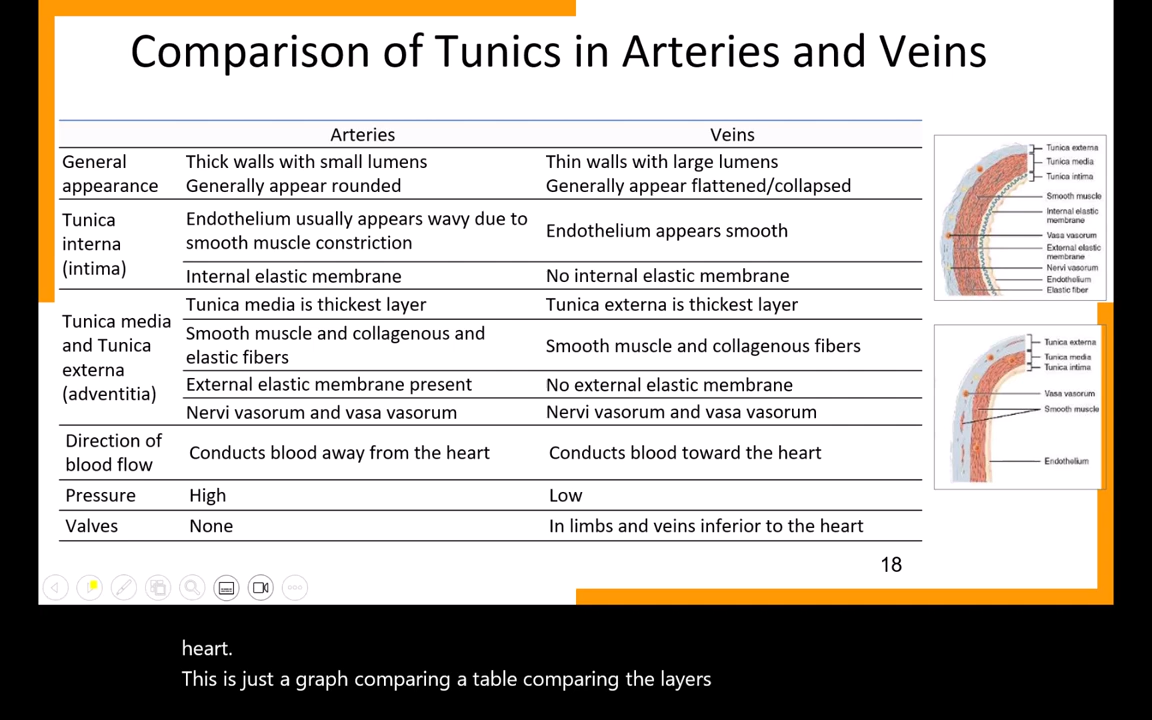 Comparison of Tunics in Arteries and Veins
Arteries
Veins
General
appearance
Thick walls with small lumens
Generally appear rounded
Thin walls with large lumens
Generally appear flattened/collapsed
Tunica
interna
(intima)
Endothelium usually appears wavy due to
smooth muscle constriction
Endothelium appears smooth
Internal elastic membrane
No internal elastic membrane
Tunica media
and Tunica
externa
(adventitia)
Tunica media is thickest layer
Tunica externa is thickest layer
Smooth muscle and collagenous and
elastic fibers
Smooth muscle and collagenous fibers
External elastic membrane present
No external elastic membrane
Nervi vasorum and vasa vasorum
Nervi vasorum and vasa vasorum
Direction of
blood flow
Conducts blood away from the heart
Conducts blood toward the heart
Pressure
High
Low
Valves
None
In limbs and veins inferior to the heart
Tunica externa
Tunica media
Tunica intima
Smooth muscle
Internal elastic
membrane
Vasa vasorum
External elastic
membrane
Nervi vasorum
Endothelium
Elastic fiber
Tunica externa
Tunica media
Tunica intima
Vasa vasorum
Smooth muscle
Endothelium
18
heart.
This is just a graph comparing a table comparing the layers